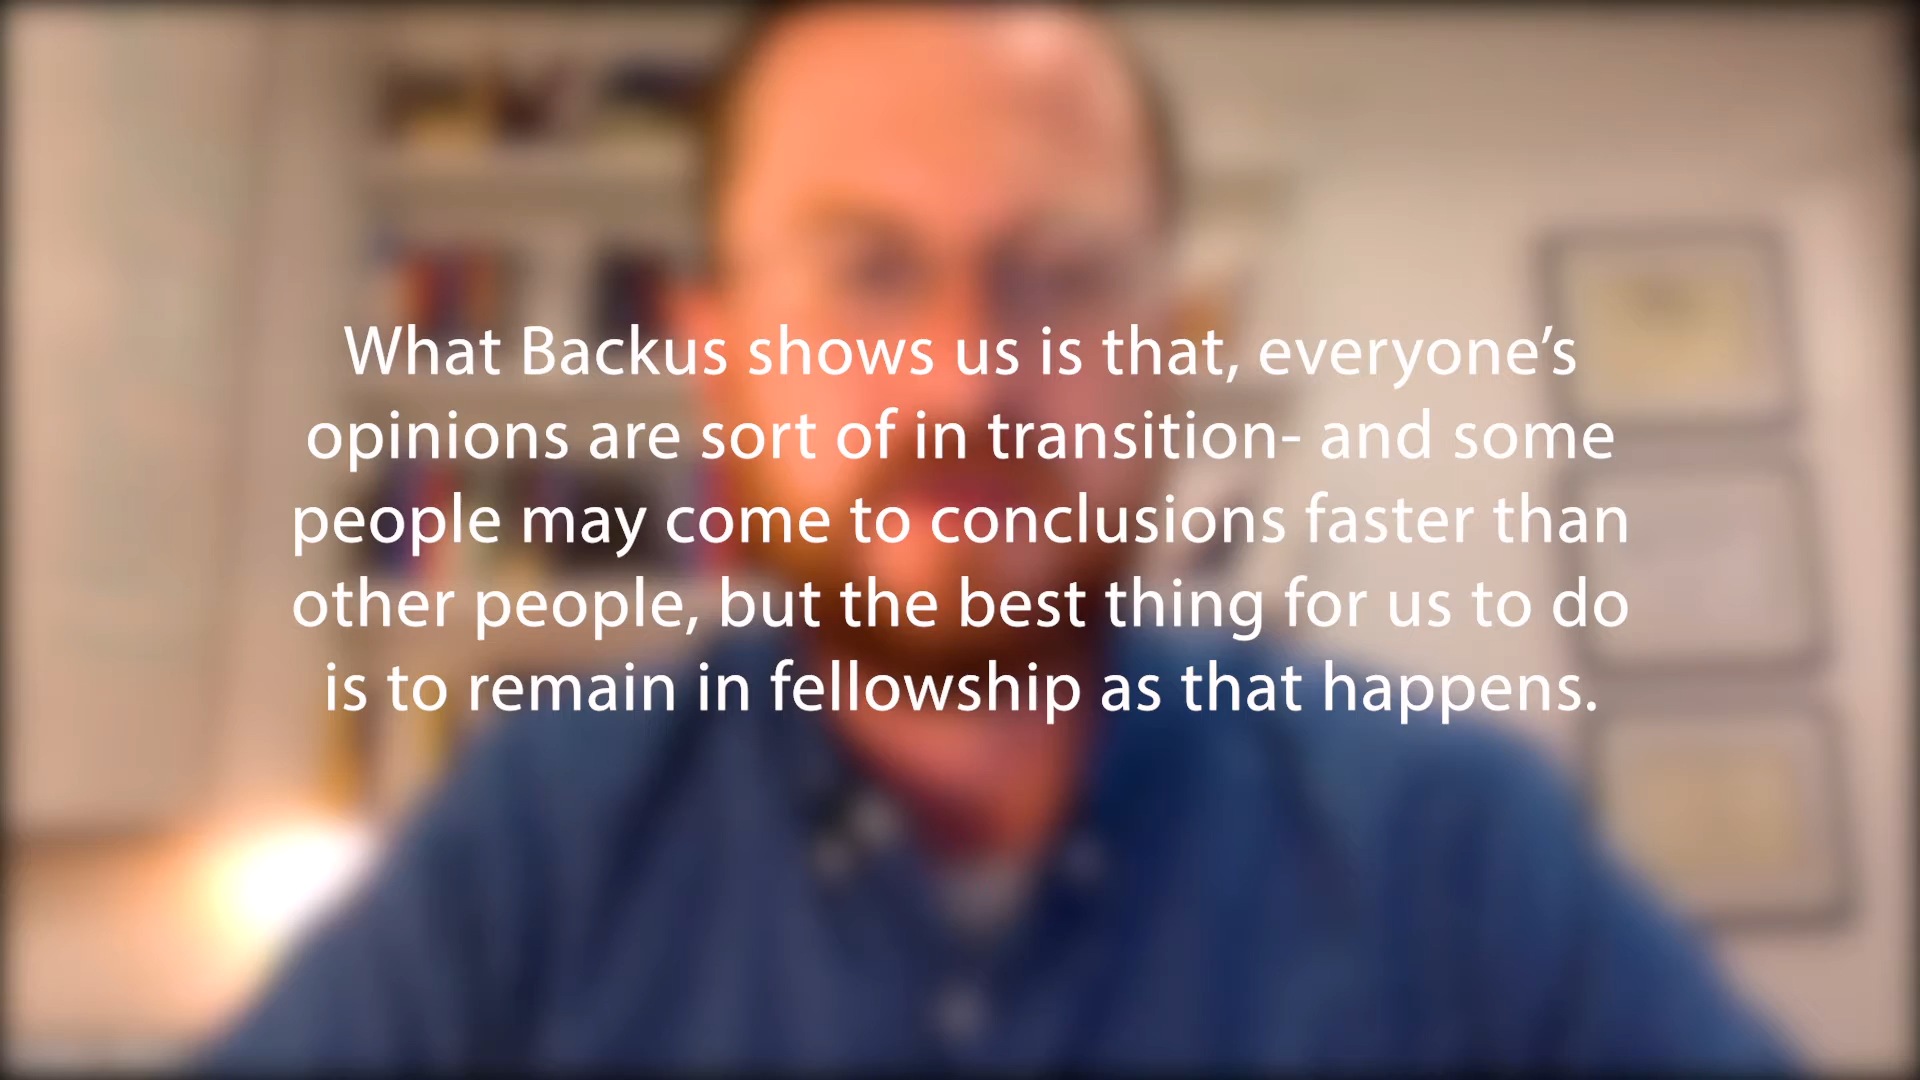 What Backus shows us is that, everyone’s
opinions are sort of in transition- and some
people may come to conclusions faster than
other people, but the best thing for us to do
is to remain in fellowship as that happens.